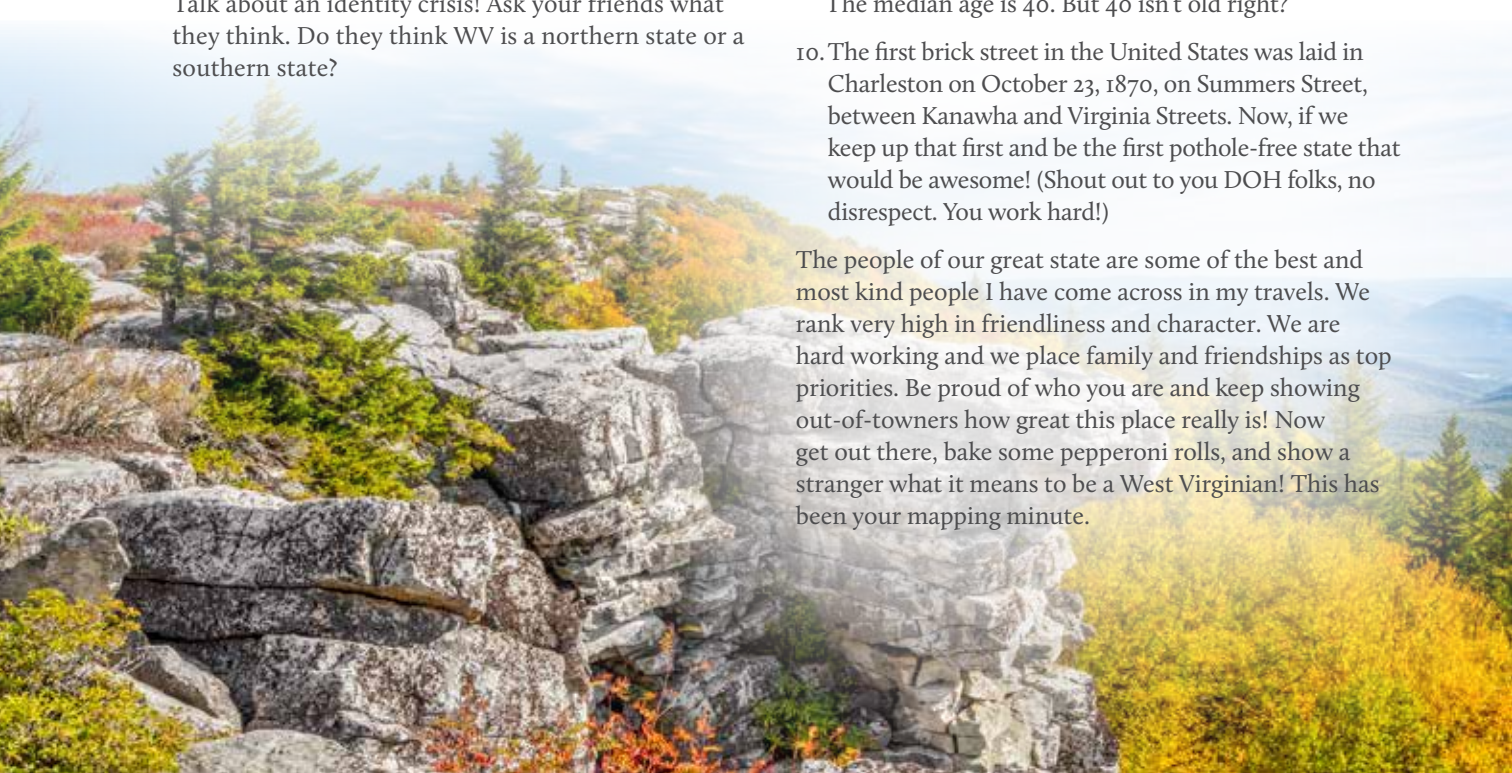 Talk about an identity crisis! Ask your friends what
they think. Do they think WV is a northern state or a
southern state?
The median age is 40. But 40 isn't old right?
10. The first brick street in the United States was laid in
Charleston on October 23, 1870, on Summers Street,
between Kanawha and Virginia Streets. Now, if we
keep up that first and be the first pothole-free state that
would be awesome! (Shout out to you DOH folks, no
disrespect. You work hard!)
The people of our great state are some of the best and
most kind people I have come across in my travels. We
rank very high in friendliness and character. We are
hard working and we place family and friendships as top
priorities. Be proud of who you are and keep showing
out-of-towners how great this place really is! Now
get out there, bake some pepperoni rolls, and show a
stranger what it means to be a West Virginian! This has
been your mapping minute.